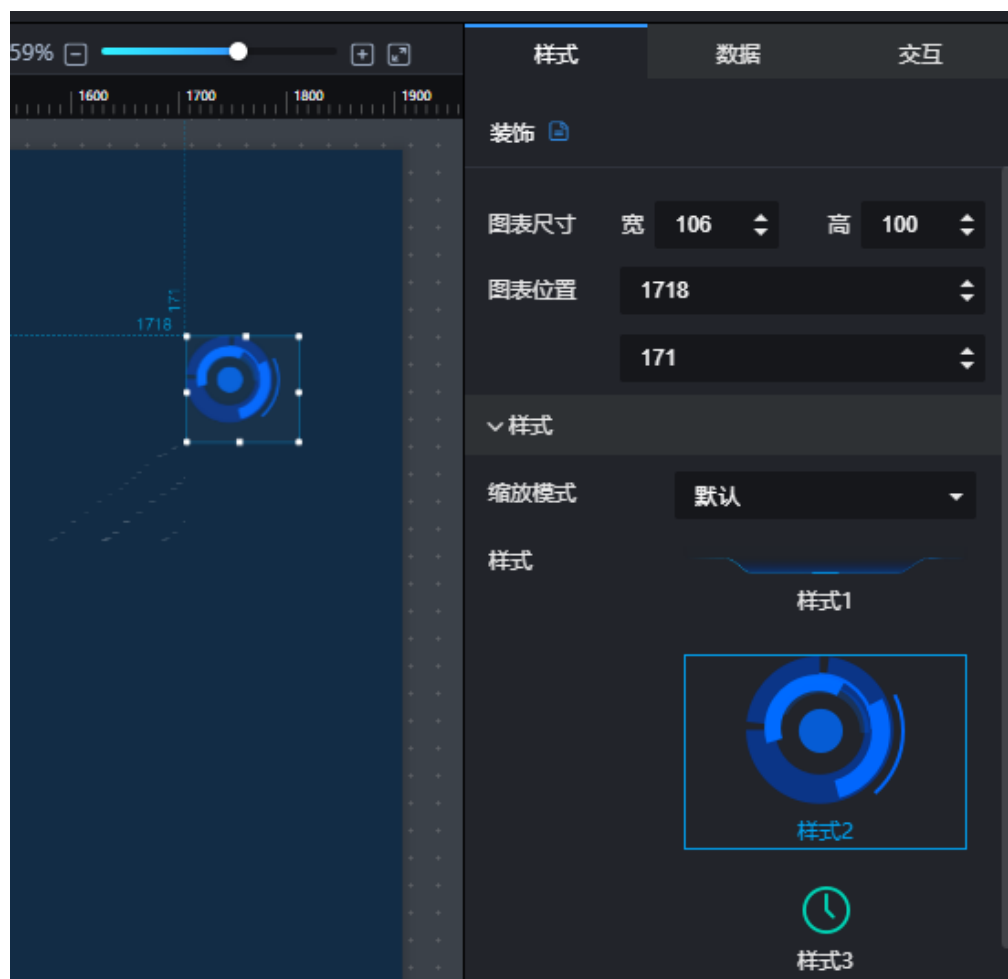 59%
样式 数据 交互
1600 1700 1800 1900
装饰
图表尺寸 宽 106 高 100
图表位置 1718
171
171
1718
样式
缩放模式 默认
样式
样式1
样式2
样式3